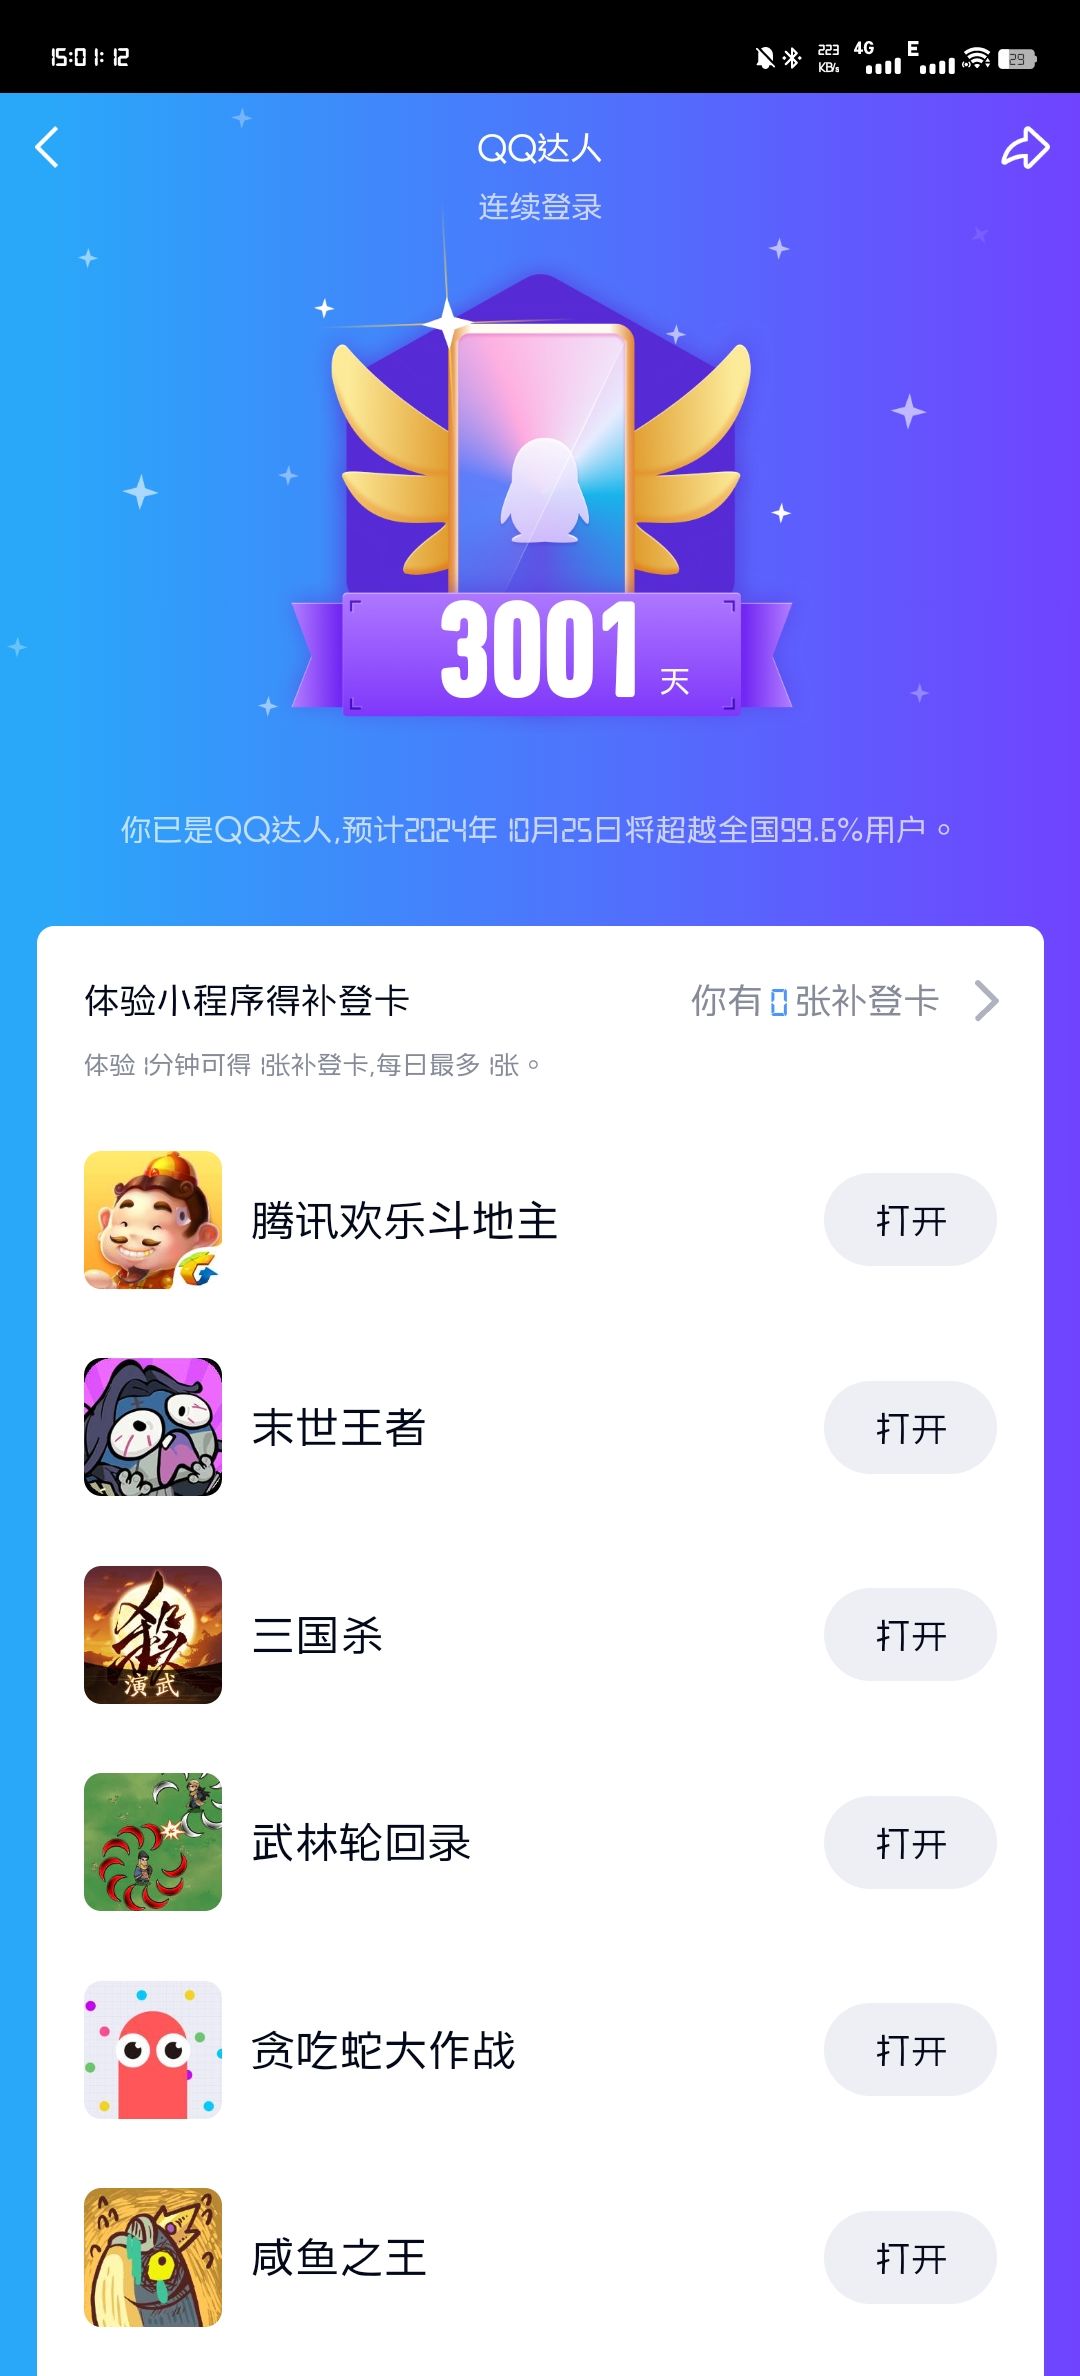 15:01:12
223
KB/s
4G
E
29
QQ达人
连续登录
3001 天
你已是QQ达人,预计2024年10月25日将超越全国99.6%用户。
体验小程序得补登卡
你有0张补登卡
体验1分钟可得1张补登卡,每日最多1张。
腾讯欢乐斗地主
打开
末世王者
打开
殺
演武
三国杀
打开
武林轮回录
打开
贪吃蛇大作战
打开
咸鱼之王
打开